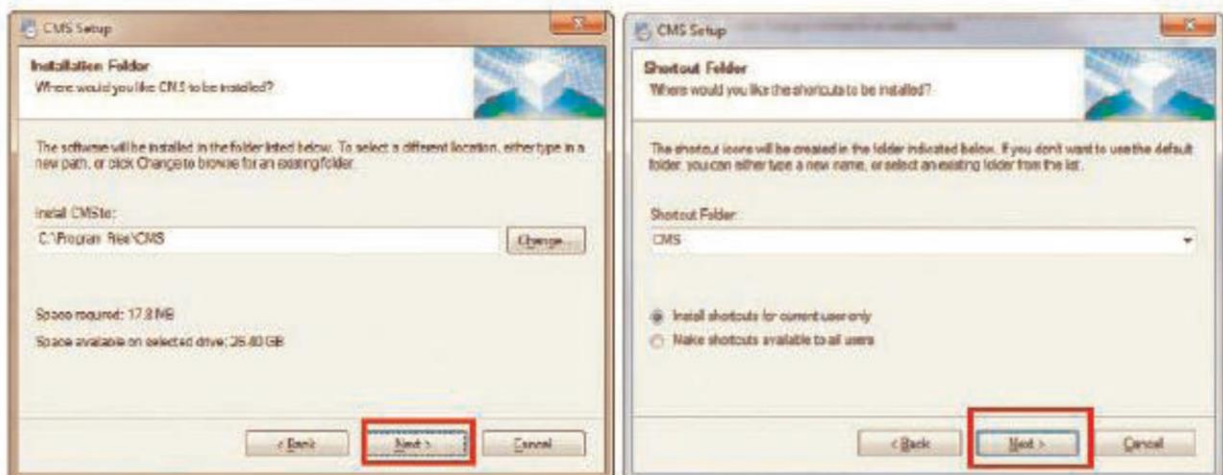 CMS Setup
Installation Folder
Where would you like CMS to be installed?
The software will be installed in the folder listed below. To select a different location, either type in a
new path, or click Change to browse for an existing folder.
Install CMS to:
C:\Program Files\CMS
Change...
Space required: 17.8 MB
Space available on selected drive: 26.40 GB
< Back
Next >
Cancel
CMS Setup
Shortcut Folder
Where would you like the shortcuts to be installed?
The shortcut icons will be created in the folder indicated below. If you don't want to use the default
folder, you can either type a new name, or select an existing folder from the list.
Shortcut Folder:
CMS
Install shortcuts for current user only
Make shortcuts available to all users
< Back
Next >
Cancel